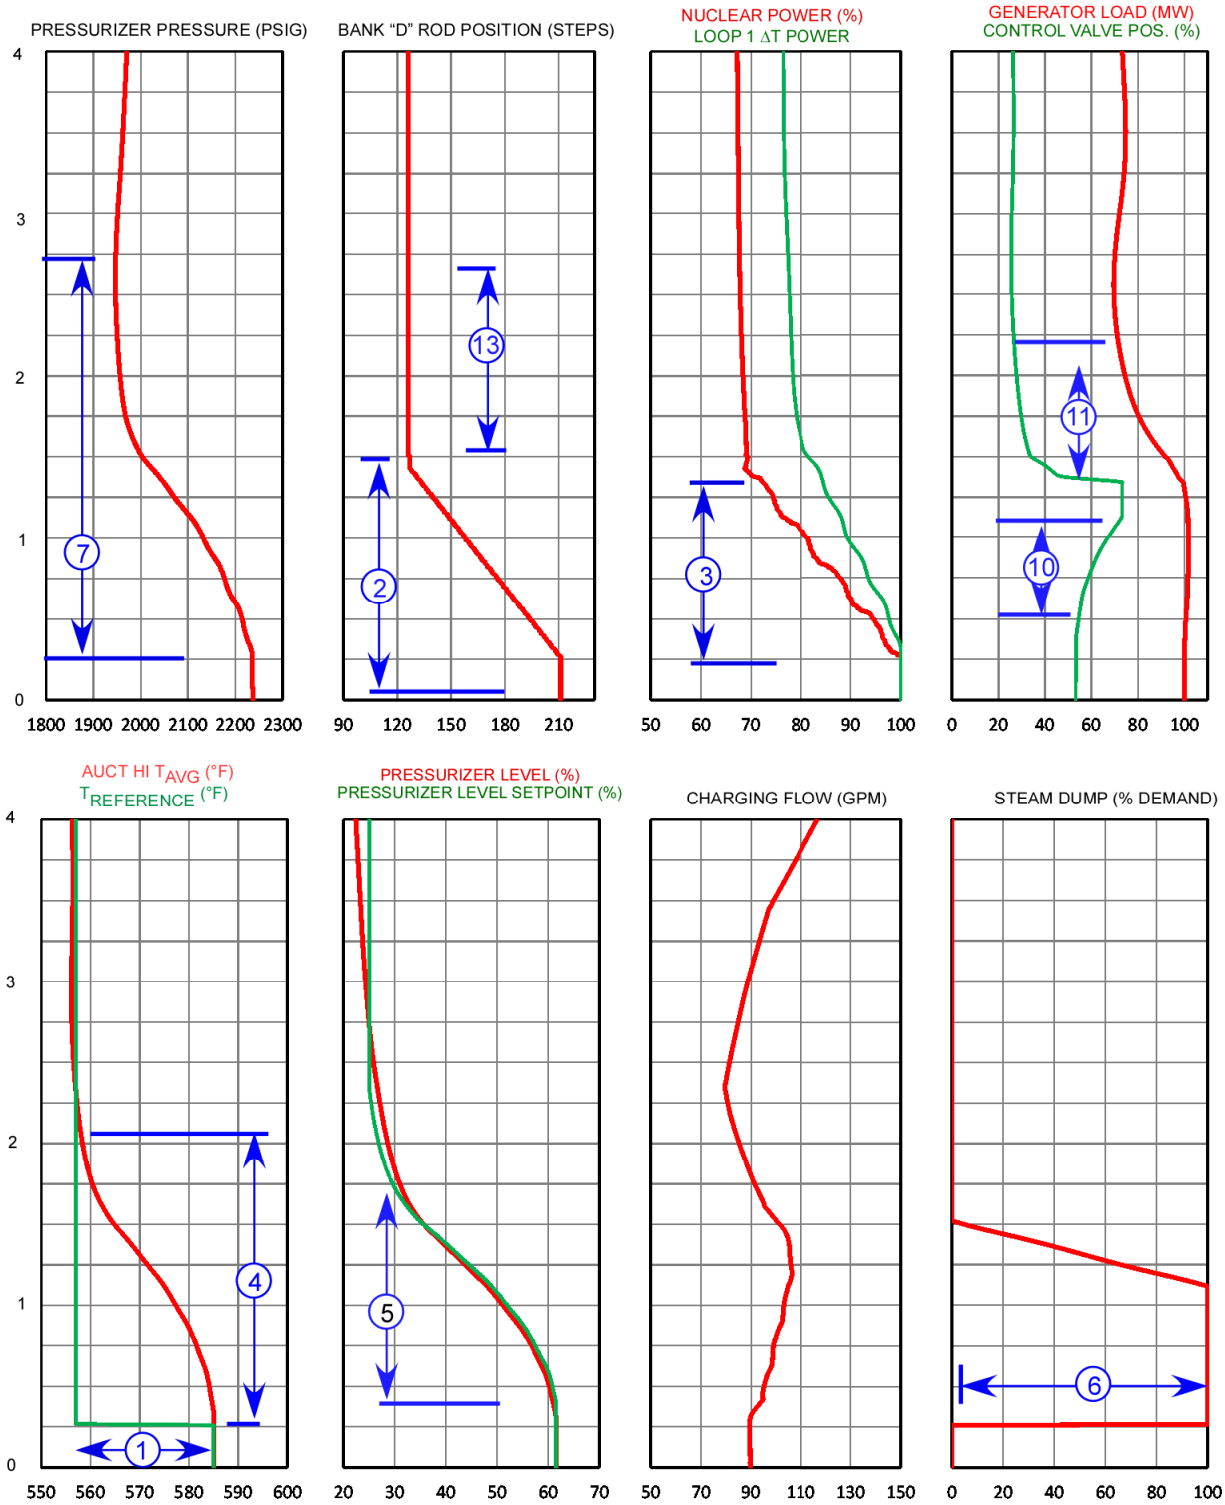 PRESSURIZER PRESSURE (PSIG)
BANK “D” ROD POSITION (STEPS)
NUCLEAR POWER (%)
LOOP 1 ΔT POWER
GENERATOR LOAD (MW)
CONTROL VALVE POS. (%)
4
3
2
1
0
7
13
2
3
11
10
1800 1900 2000 2100 2200 2300
90 120 150 180 210
50 60 70 80 90 100
0 20 40 60 80 100
AUCT HI TAVG (°F)
TREFERENCE (°F)
PRESSURIZER LEVEL (%)
PRESSURIZER LEVEL SETPOINT (%)
CHARGING FLOW (GPM)
STEAM DUMP (% DEMAND)
4
3
2
1
0
4
1
5
6
550 560 570 580 590 600
20 30 40 50 60 70
50 70 90 110 130 150
0 20 40 60 80 100